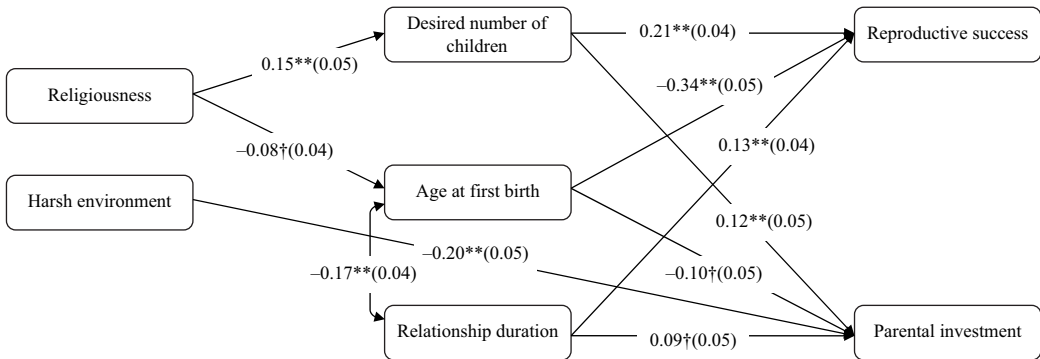 Desired number of
children
0.21**(0.04)
Reproductive success
0.15**(0.05)
−0.34**(0.05)
Religiousness
0.13**(0.04)
−0.08†(0.04)
Harsh environment
Age at first birth
0.12**(0.05)
−0.20**(0.05)
−0.17**(0.04)
−0.10†(0.05)
Relationship duration
0.09†(0.05)
Parental investment